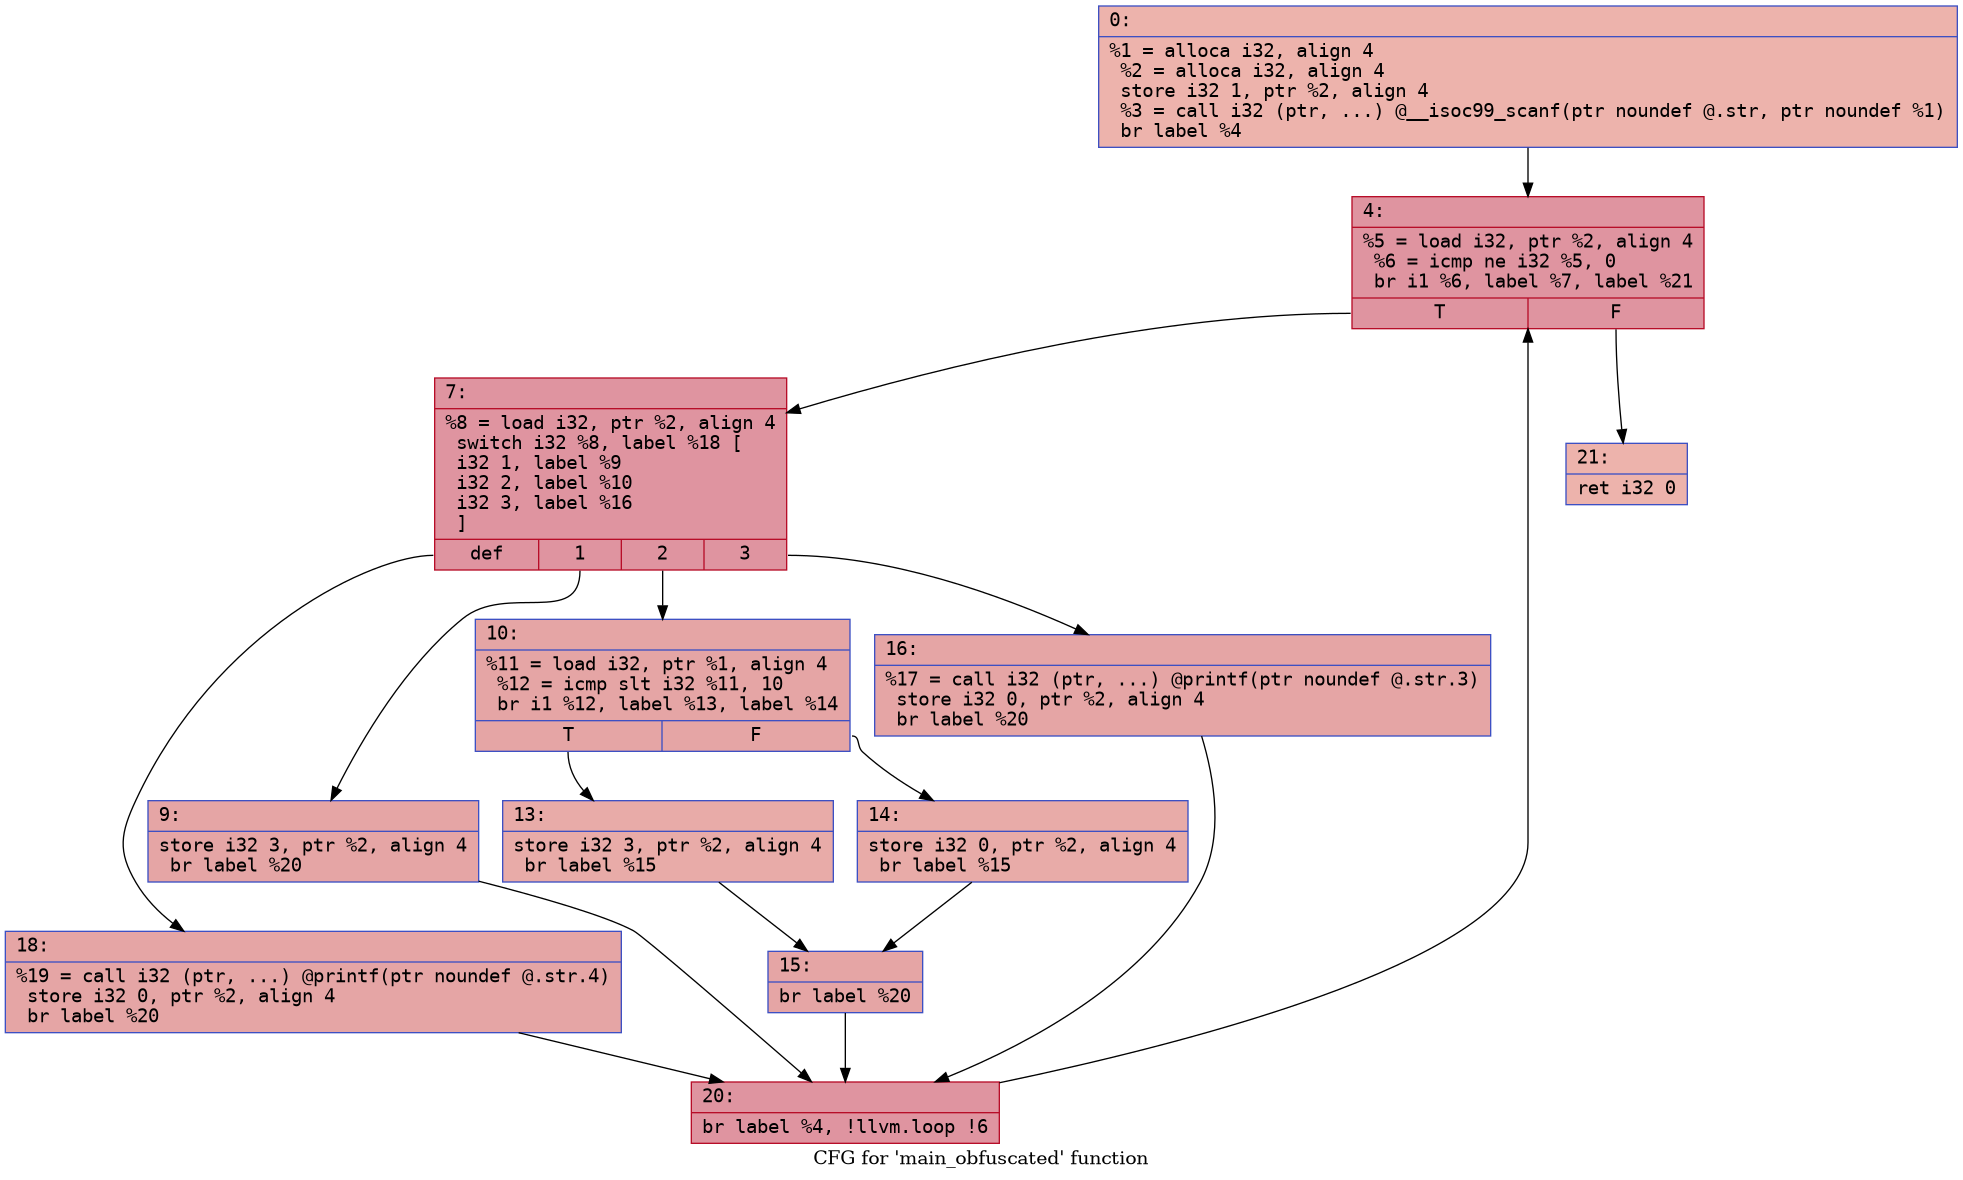 0:
%1 = alloca i32, align 4
%2 = alloca i32, align 4
store i32 1, ptr %2, align 4
%3 = call i32 (ptr, ...) @__isoc99_scanf(ptr noundef @.str, ptr noundef %1)
br label %4
4:
%5 = load i32, ptr %2, align 4
%6 = icmp ne i32 %5, 0
br i1 %6, label %7, label %21
T F
7:
%8 = load i32, ptr %2, align 4
switch i32 %8, label %18 [
i32 1, label %9
i32 2, label %10
i32 3, label %16
]
def 1 2 3
21:
ret i32 0
10:
%11 = load i32, ptr %1, align 4
%12 = icmp slt i32 %11, 10
br i1 %12, label %13, label %14
T F
16:
%17 = call i32 (ptr, ...) @printf(ptr noundef @.str.3)
store i32 0, ptr %2, align 4
br label %20
9:
store i32 3, ptr %2, align 4
br label %20
13:
store i32 3, ptr %2, align 4
br label %15
14:
store i32 0, ptr %2, align 4
br label %15
18:
%19 = call i32 (ptr, ...) @printf(ptr noundef @.str.4)
store i32 0, ptr %2, align 4
br label %20
15:
br label %20
20:
br label %4, !llvm.loop !6
CFG for 'main_obfuscated' function